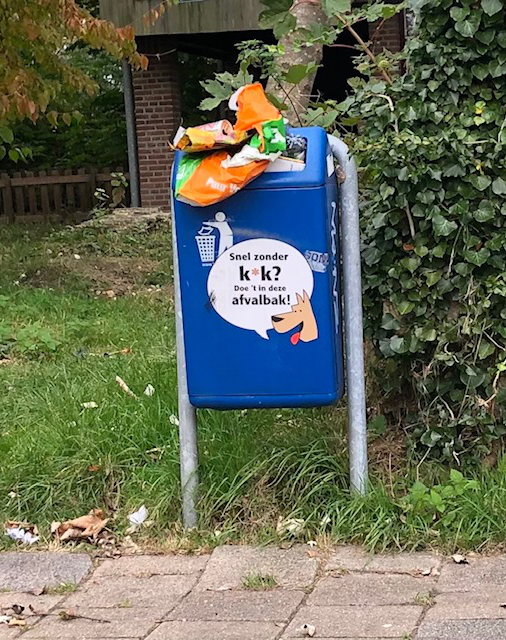 Snel zonder
k*k?
Doe 't in deze
afvalbak!